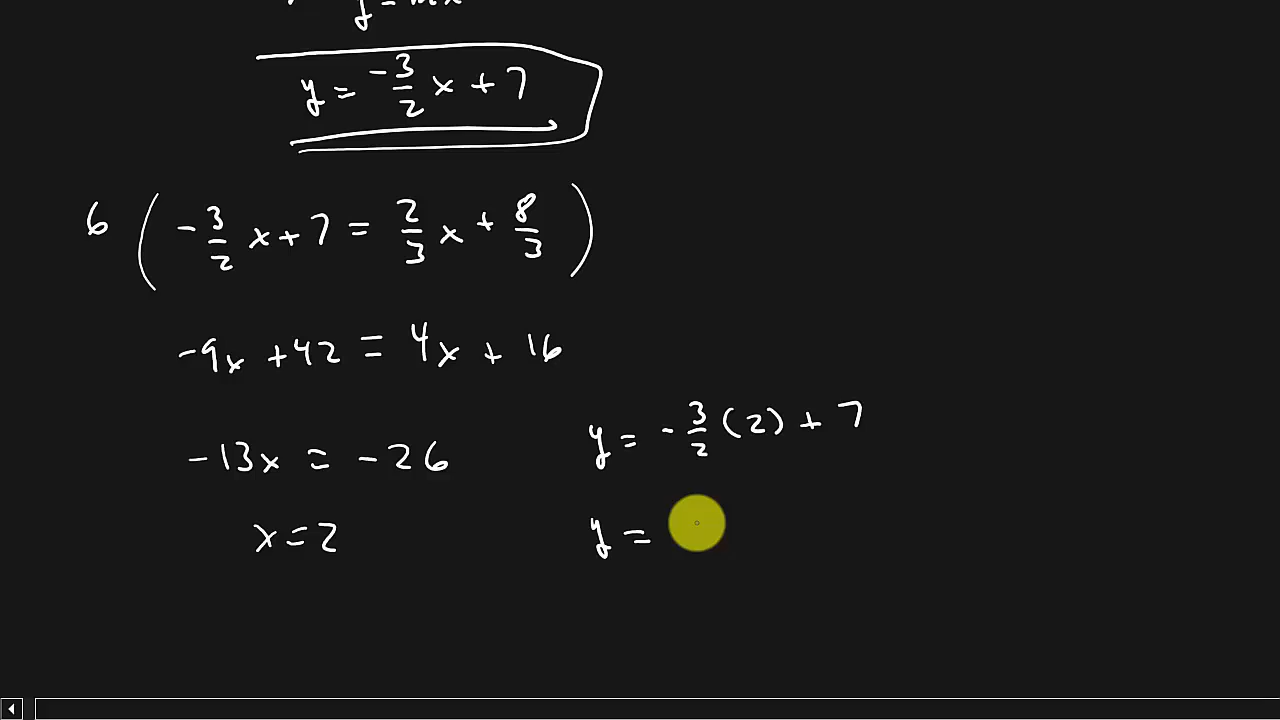 y = -3/2 x + 7
6 ( -3/2 x + 7 = 2/3 x + 8/3 )
-9x + 42 = 4x + 16
-13x = -26
x = 2
y = -3/2 (2) + 7
y =